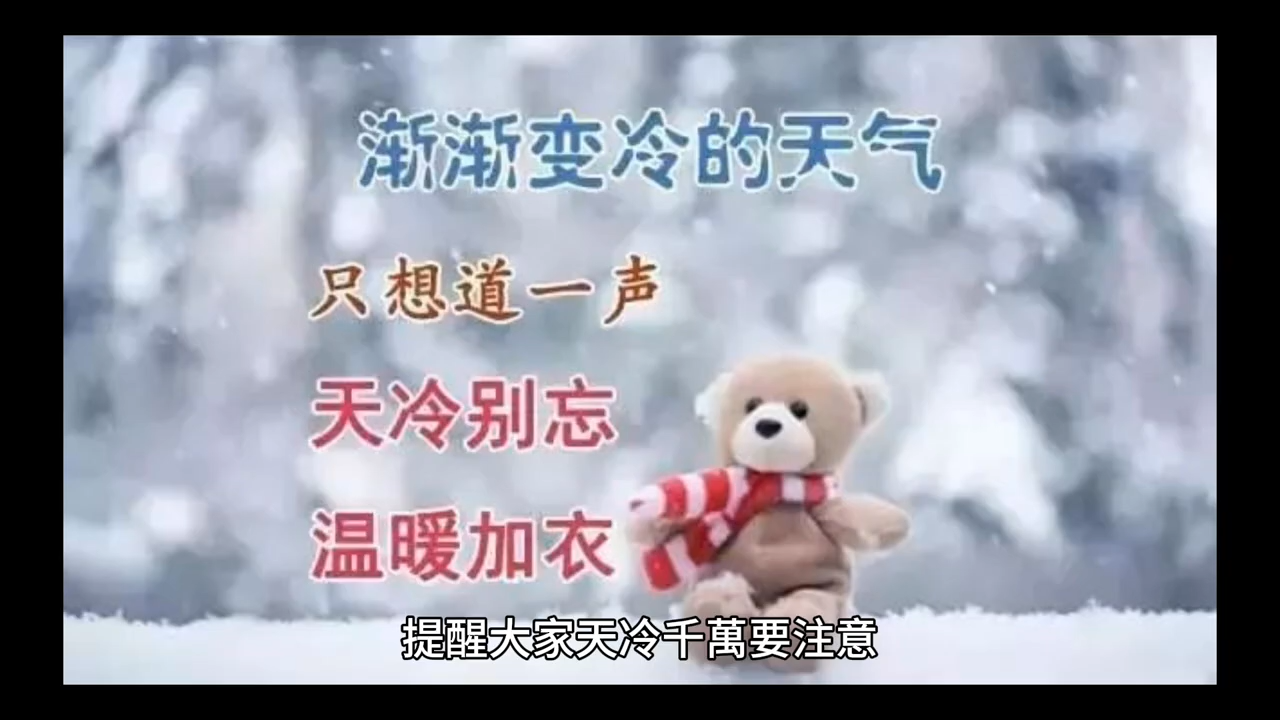 渐渐变冷的天气
只想道一声
天冷别忘
温暖加衣
提醒大家天冷千萬要注意